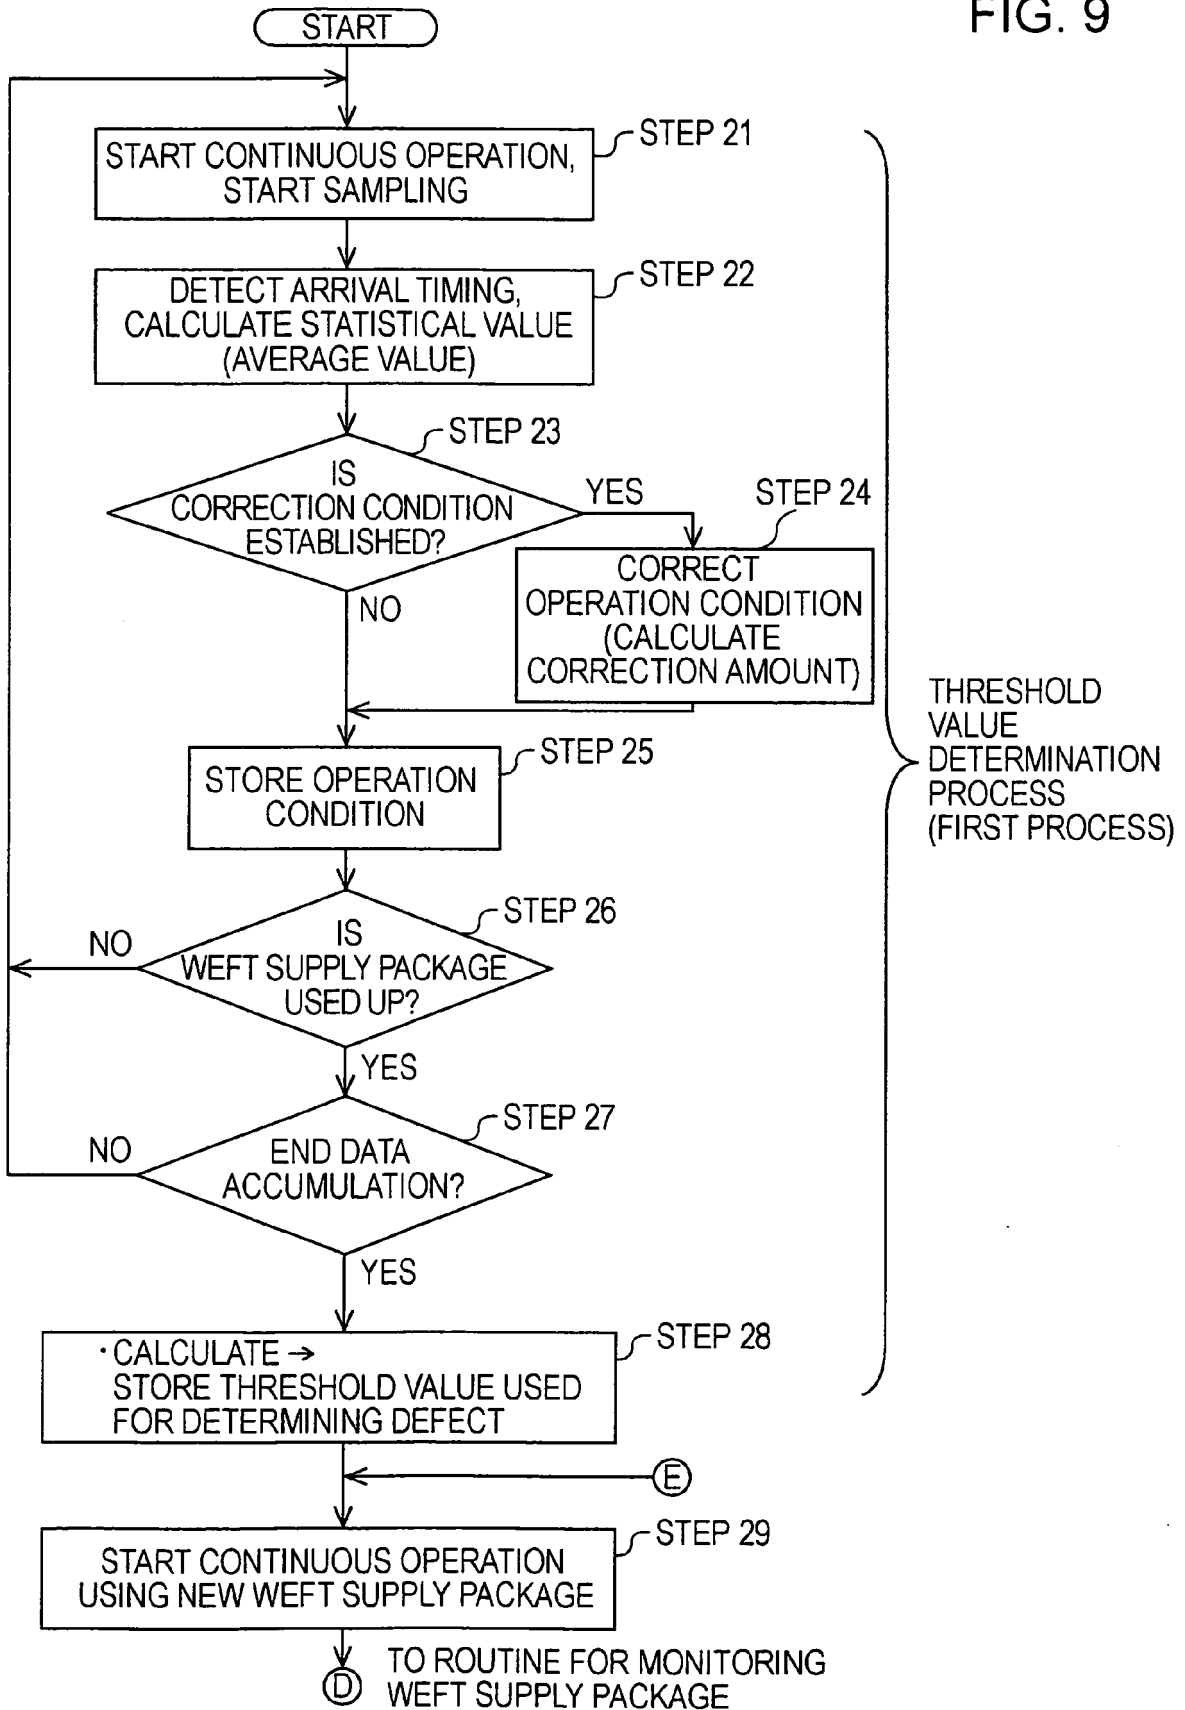 FIG. 9
START
STEP 21
START CONTINUOUS OPERATION,
START SAMPLING
STEP 22
DETECT ARRIVAL TIMING,
CALCULATE STATISTICAL VALUE
(AVERAGE VALUE)
STEP 23
IS
CORRECTION CONDITION
ESTABLISHED?
YES
NO
STEP 24
CORRECT
OPERATION CONDITION
(CALCULATE
CORRECTION AMOUNT)
THRESHOLD
VALUE
DETERMINATION
PROCESS
(FIRST PROCESS)
STEP 25
STORE OPERATION
CONDITION
STEP 26
IS
WEFT SUPPLY PACKAGE
USED UP?
NO
YES
STEP 27
END DATA
ACCUMULATION?
NO
YES
STEP 28
・CALCULATE →
STORE THRESHOLD VALUE USED
FOR DETERMINING DEFECT
E
STEP 29
START CONTINUOUS OPERATION
USING NEW WEFT SUPPLY PACKAGE
D
TO ROUTINE FOR MONITORING
WEFT SUPPLY PACKAGE